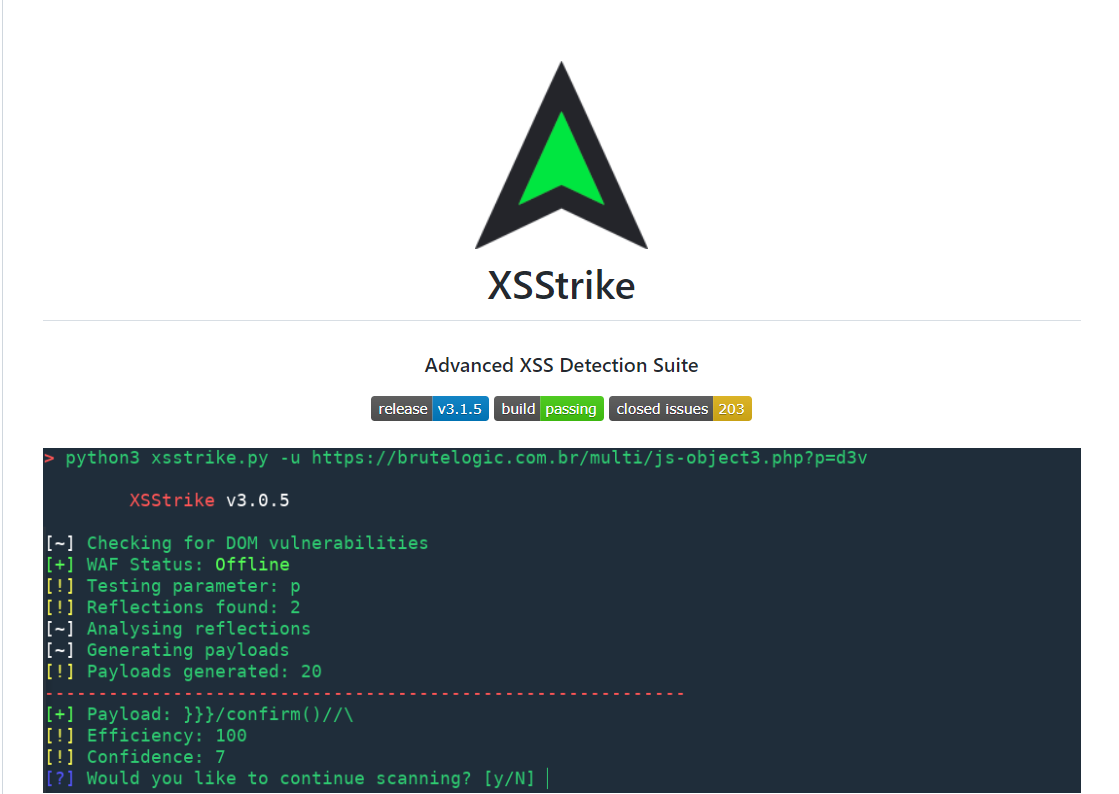 XSStrike
Advanced XSS Detection Suite
release v3.1.5 build passing closed issues 203
> python3 xsstrike.py -u https://brutelogic.com.br/multi/js-object3.php?p=d3v
XSStrike v3.0.5
[~] Checking for DOM vulnerabilities
[+] WAF Status: Offline
[!] Testing parameter: p
[!] Reflections found: 2
[~] Analysing reflections
[~] Generating payloads
[!] Payloads generated: 20
------------------------------------------------------------
[+] Payload: }}}/confirm()//\
[!] Efficiency: 100
[!] Confidence: 7
[?] Would you like to continue scanning? [y/N]